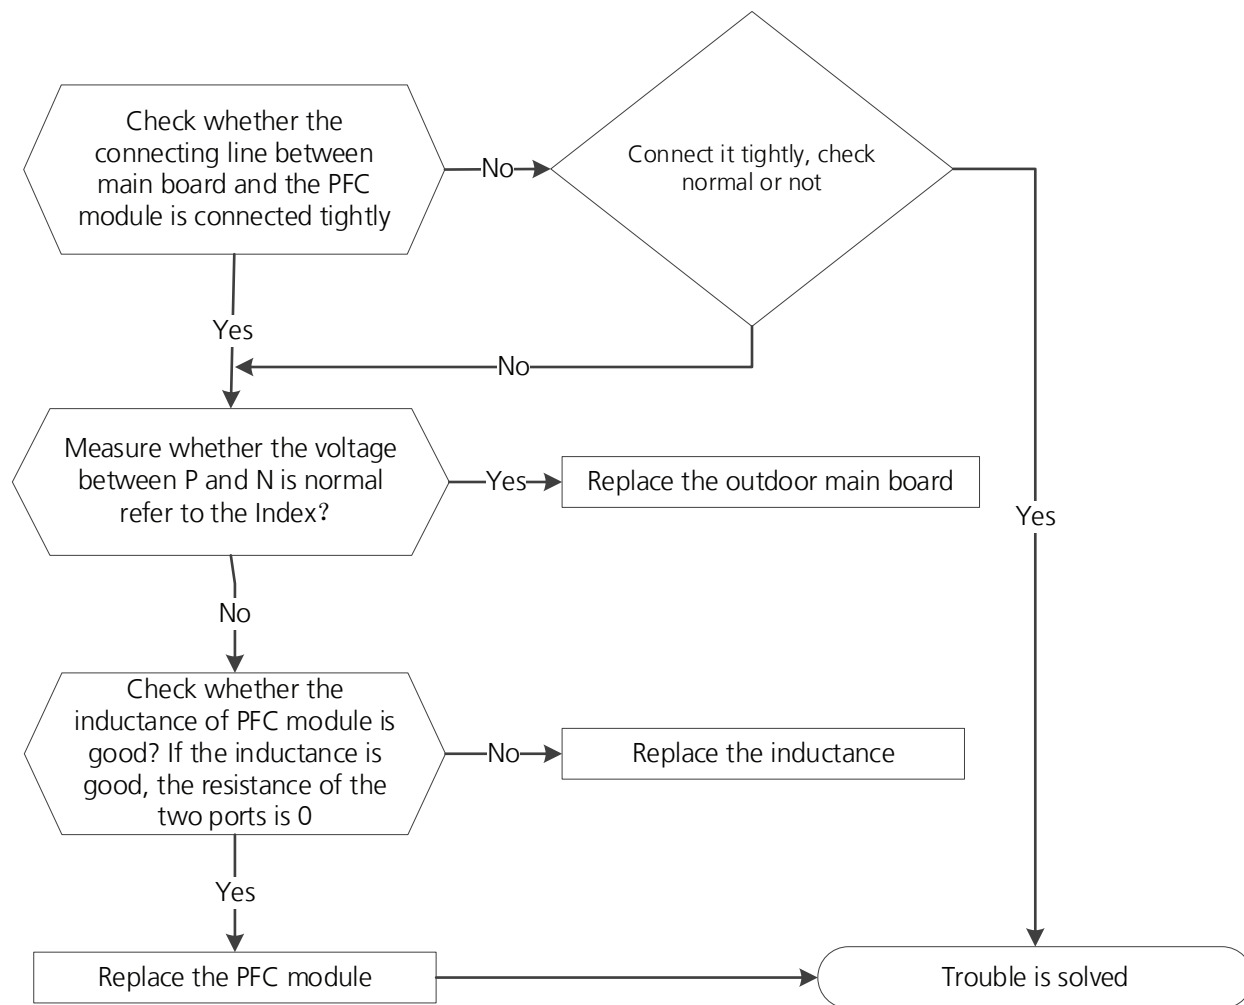 Check whether the
connecting line between
main board and the PFC
module is connected tightly
No
Connect it tightly, check
normal or not
Yes
No
Measure whether the voltage
between P and N is normal
refer to the Index?
Yes
Replace the outdoor main board
Yes
No
Check whether the
inductance of PFC module is
good? If the inductance is
good, the resistance of the
two ports is 0
No
Replace the inductance
Yes
Replace the PFC module
Trouble is solved